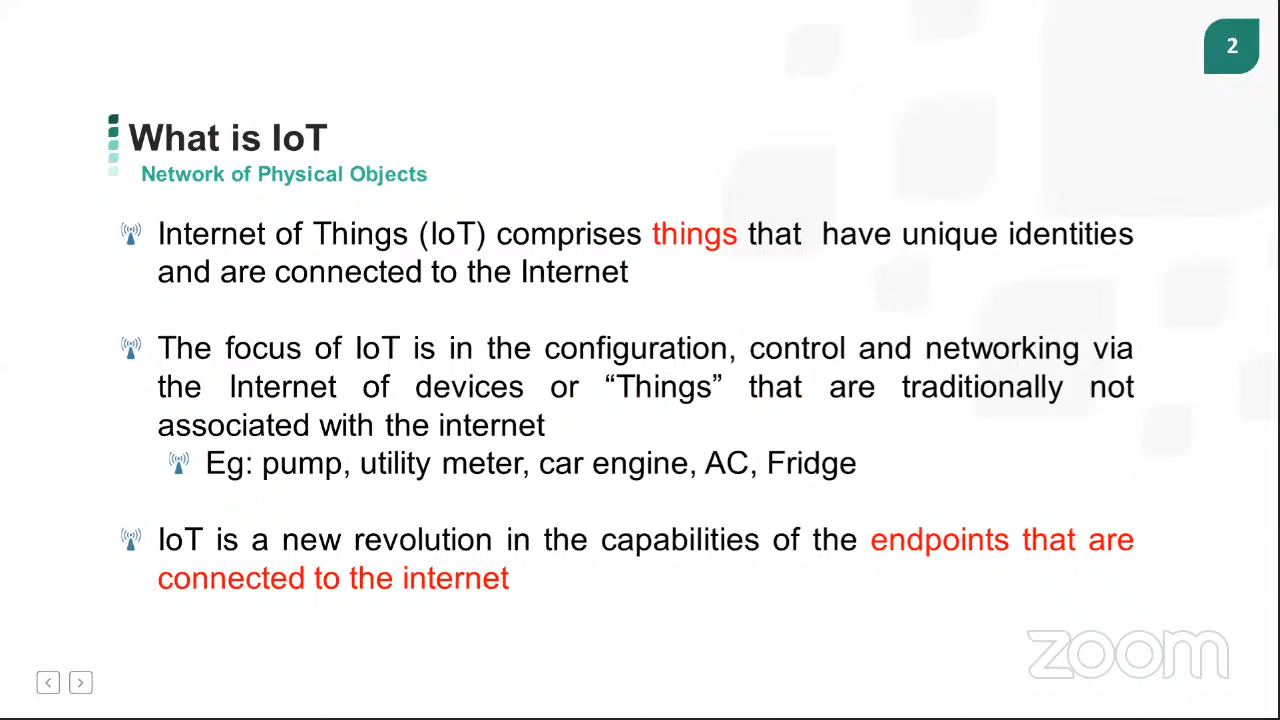 2
What is IoT
Network of Physical Objects
Internet of Things (IoT) comprises things that have unique identities
and are connected to the Internet
The focus of IoT is in the configuration, control and networking via
the Internet of devices or “Things” that are traditionally not
associated with the internet
Eg: pump, utility meter, car engine, AC, Fridge
IoT is a new revolution in the capabilities of the endpoints that are
connected to the internet
zoom